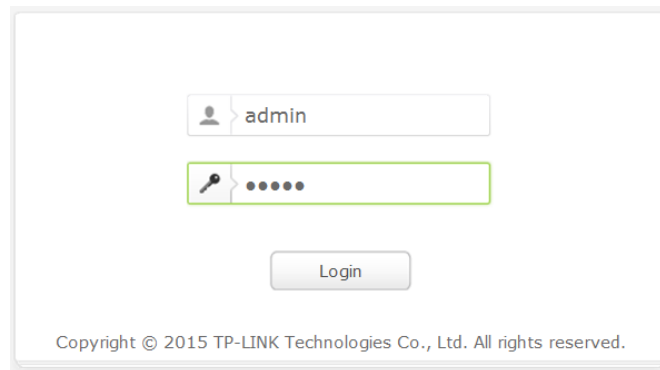 admin
●●●●●
Login
Copyright © 2015 TP-LINK Technologies Co., Ltd. All rights reserved.